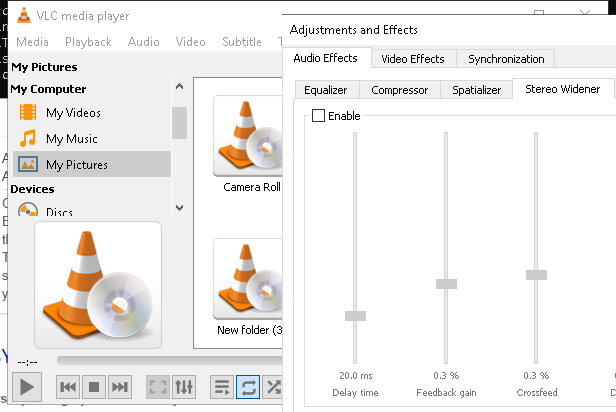 VLC media player
Media Playback Audio Video Subtitle
My Pictures
My Computer
My Videos
My Music
My Pictures
Devices
Discs
Camera Roll
New folder (3
--:--
Adjustments and Effects
Audio Effects Video Effects Synchronization
Equalizer Compressor Spatializer Stereo Widener
Enable
20.0 ms 0.3 % 0.3 %
Delay time Feedback gain Crossfeed